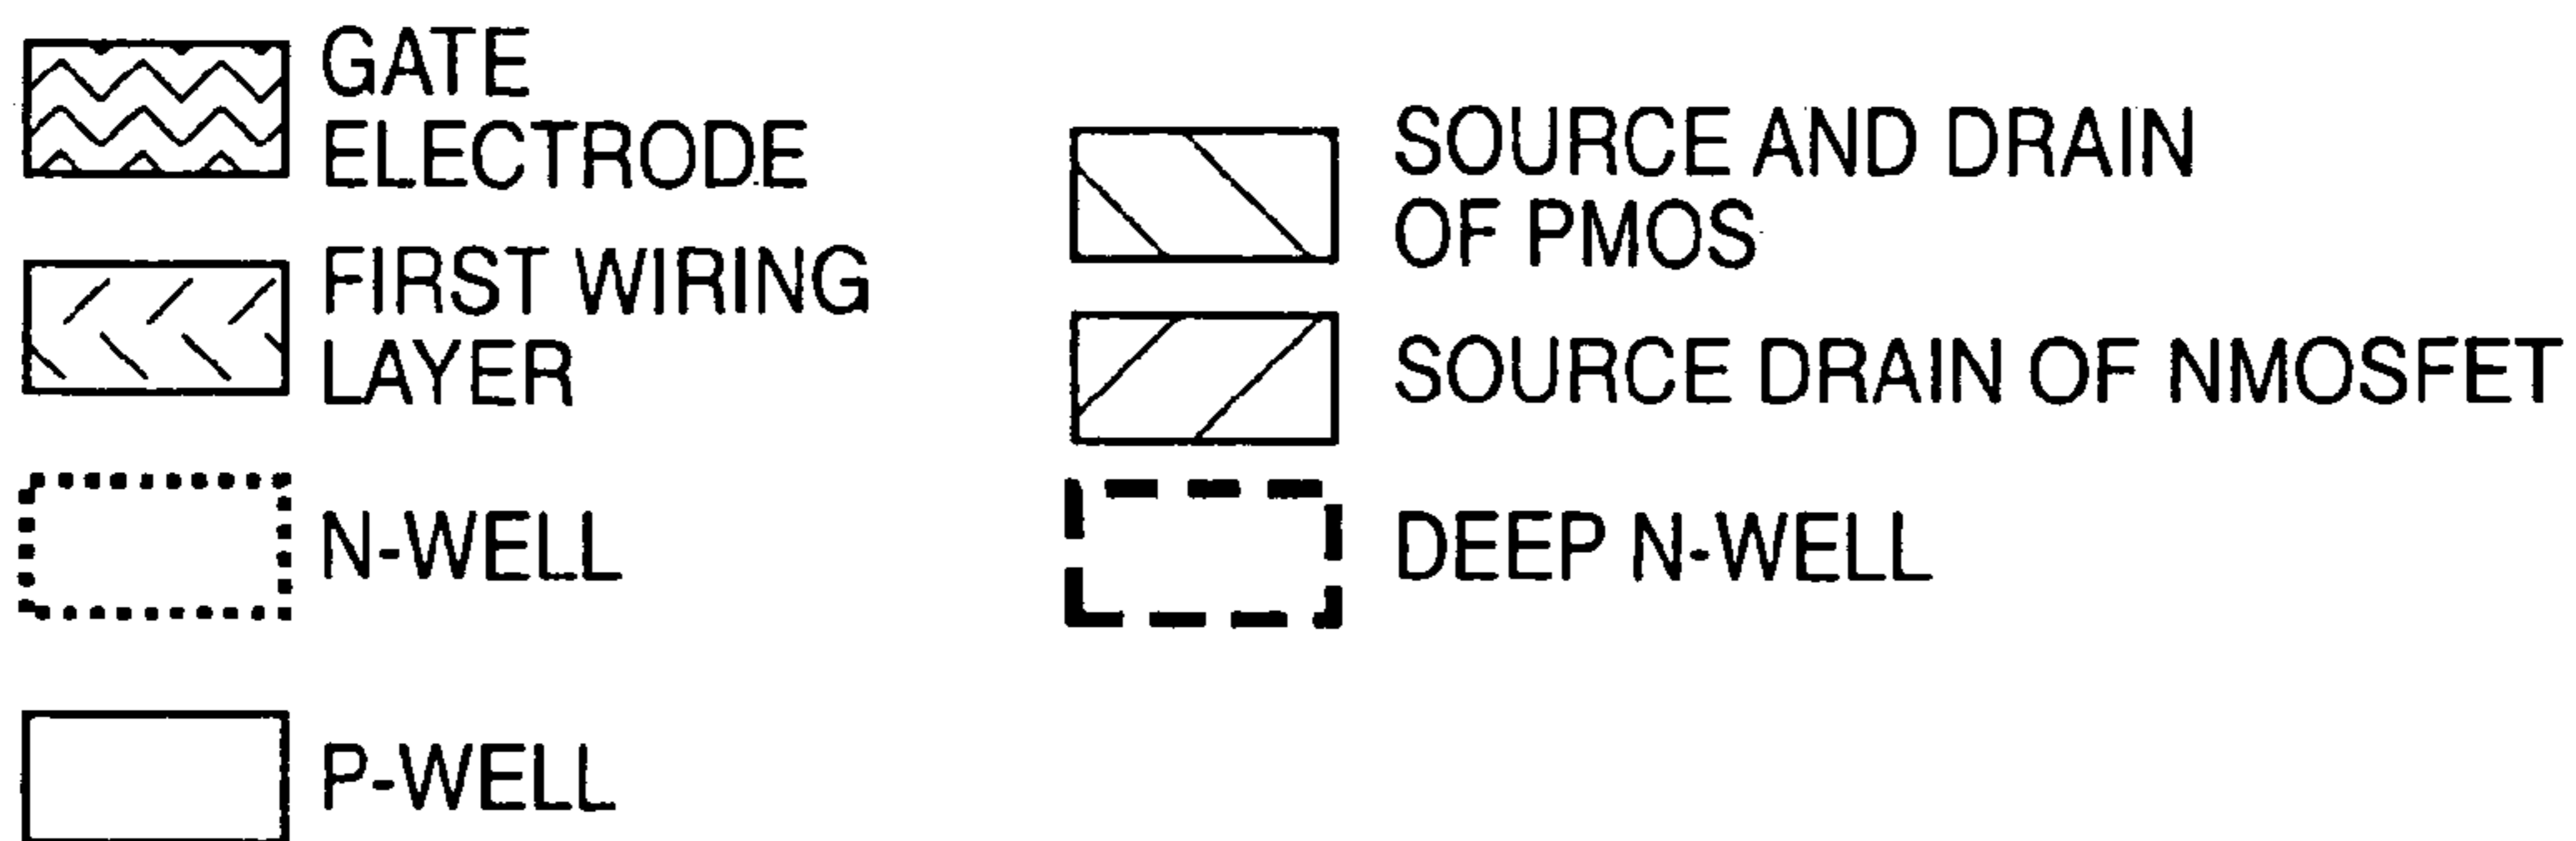 GATE
ELECTRODE
FIRST WIRING
LAYER
N-WELL
P-WELL
SOURCE AND DRAIN
OF PMOS
SOURCE DRAIN OF NMOSFET
DEEP N-WELL